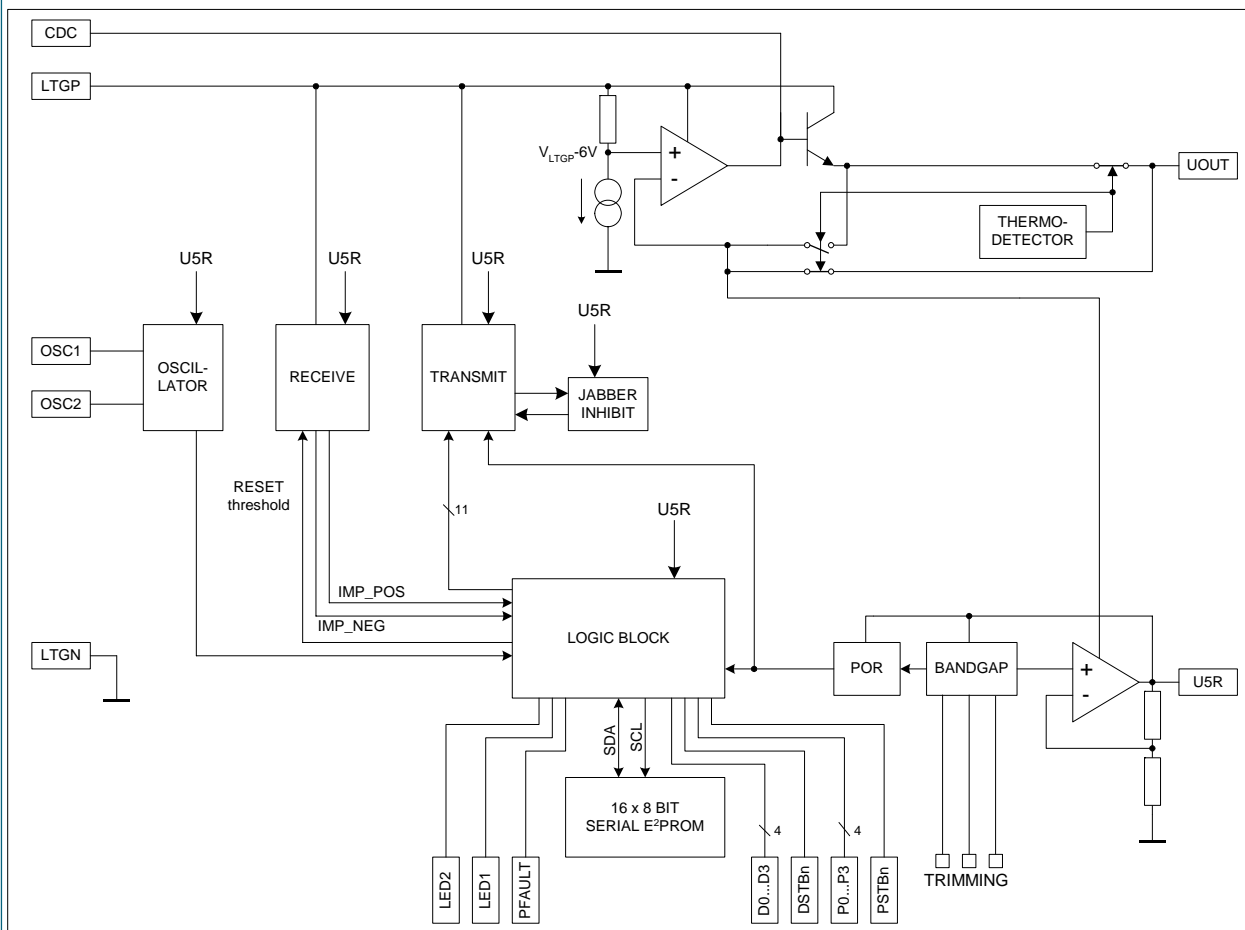 CDC
LTGP
V_LTGP-6V
+
-
UOUT
THERMO-
DETECTOR
U5R
U5R
U5R
U5R
OSC1
OSC2
OSCIL-
LATOR
RECEIVE
TRANSMIT
JABBER
INHIBIT
RESET
threshold
11
U5R
IMP_POS
IMP_NEG
LOGIC BLOCK
LTGN
POR
BANDGAP
+
-
U5R
SDA
SCL
16 x 8 BIT
SERIAL E²PROM
4
4
LED2
LED1
PFAULT
D0...D3
DSTBn
P0...P3
PSTBn
TRIMMING